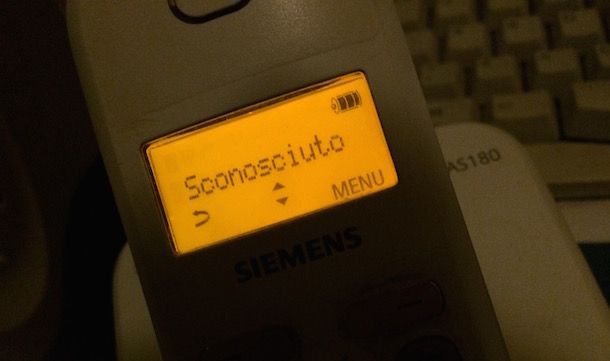 Sconosciuto
MENU
SIEMENS
AS180